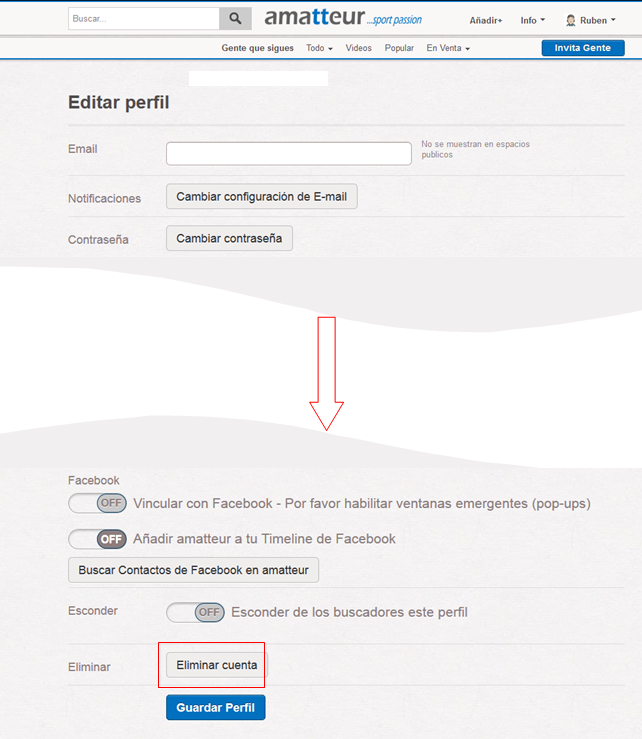 Buscar...
amatteur ...sport passion
Añadir+
Info
Ruben
Gente que sigues
Todo
Videos
Popular
En Venta
Invita Gente
Editar perfil
Email
No se muestran en espacios
publicos
Notificaciones
Cambiar configuración de E-mail
Contraseña
Cambiar contraseña
Facebook
OFF Vincular con Facebook - Por favor habilitar ventanas emergentes (pop-ups)
OFF Añadir amatteur a tu Timeline de Facebook
Buscar Contactos de Facebook en amatteur
Esconder
OFF Esconder de los buscadores este perfil
Eliminar
Eliminar cuenta
Guardar Perfil